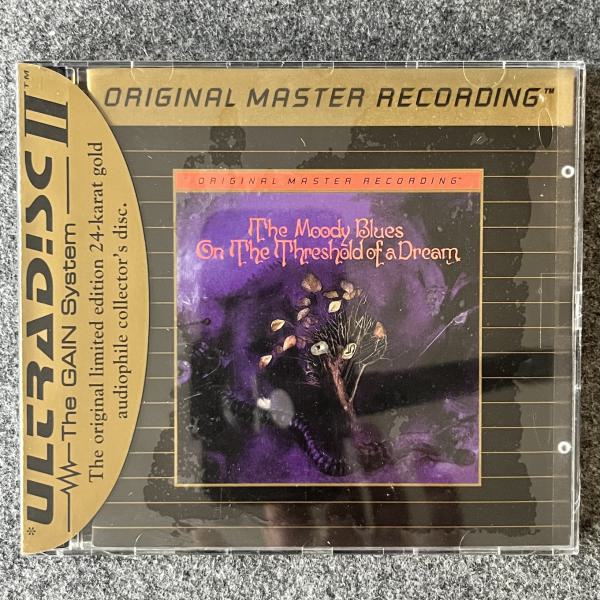 ORIGINAL MASTER RECORDING™
*ULTRADISC II™
The GAIN System
The original limited edition 24-karat gold
audiophile collector's disc.
ORIGINAL MASTER RECORDING™
The Moody Blues
On The Threshold of a Dream